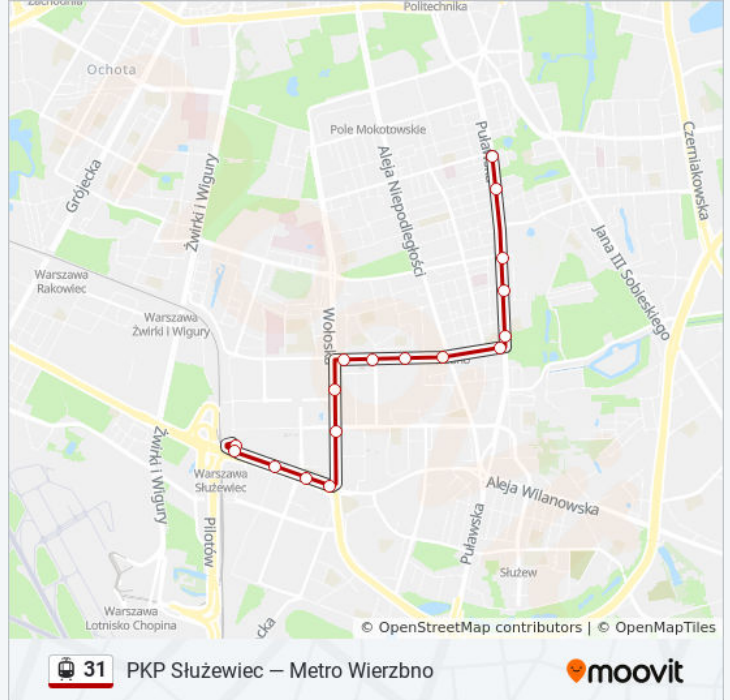 Politechnika
Ochota
Pole Mokotowskie
Czerniakowska
Grójecka
Żwirki i Wigury
Aleja Niepodległości
Jana III Sobieskiego
Warszawa
Rakowiec
Warszawa
Żwirki i Wigury
Wołoska
Żwirki i Wigury
Warszawa
Służewiec
Aleja Wilanowska
Puławska
Pilotów
Służew
Warszawa
Lotnisko Chopina
© OpenStreetMap contributors | © OpenMapTiles
31 PKP Służewiec — Metro Wierzbno
moovit